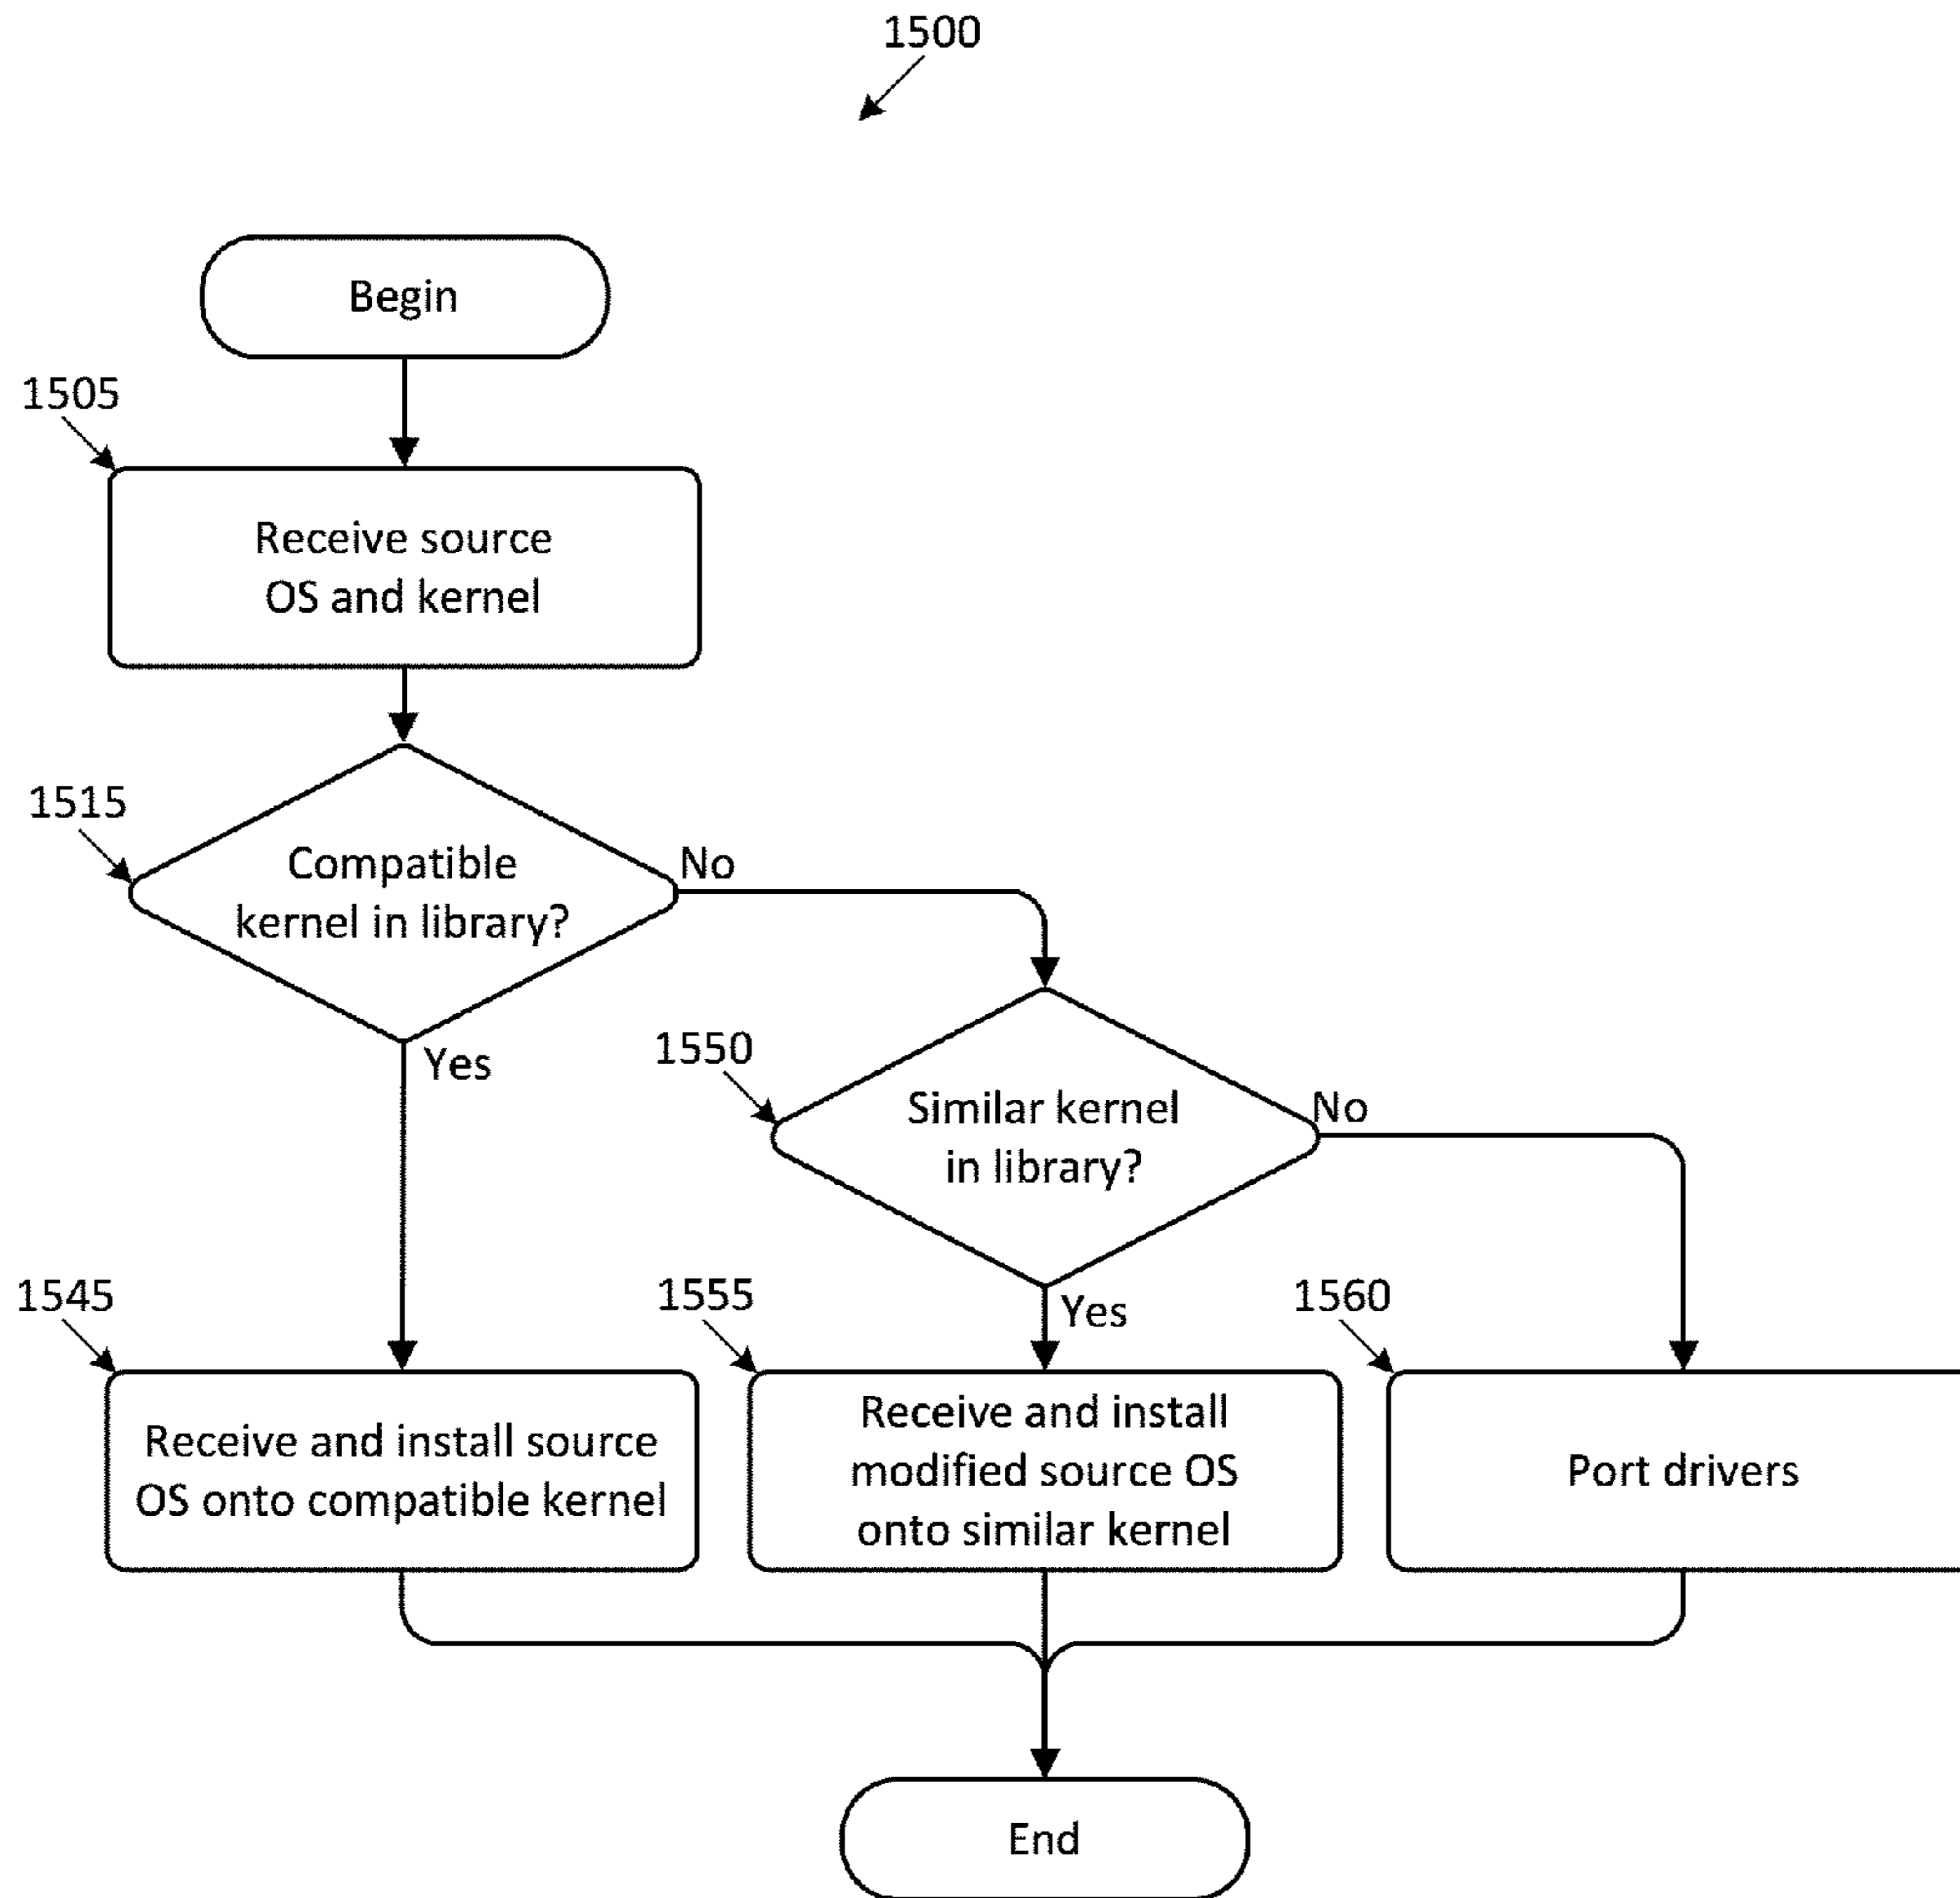 1500
Begin
1505
Receive source
OS and kernel
1515
Compatible
kernel in library?
No
Yes
1550
Similar kernel
in library?
No
Yes
1545
Receive and install source
OS onto compatible kernel
1555
Receive and install
modified source OS
onto similar kernel
1560
Port drivers
End